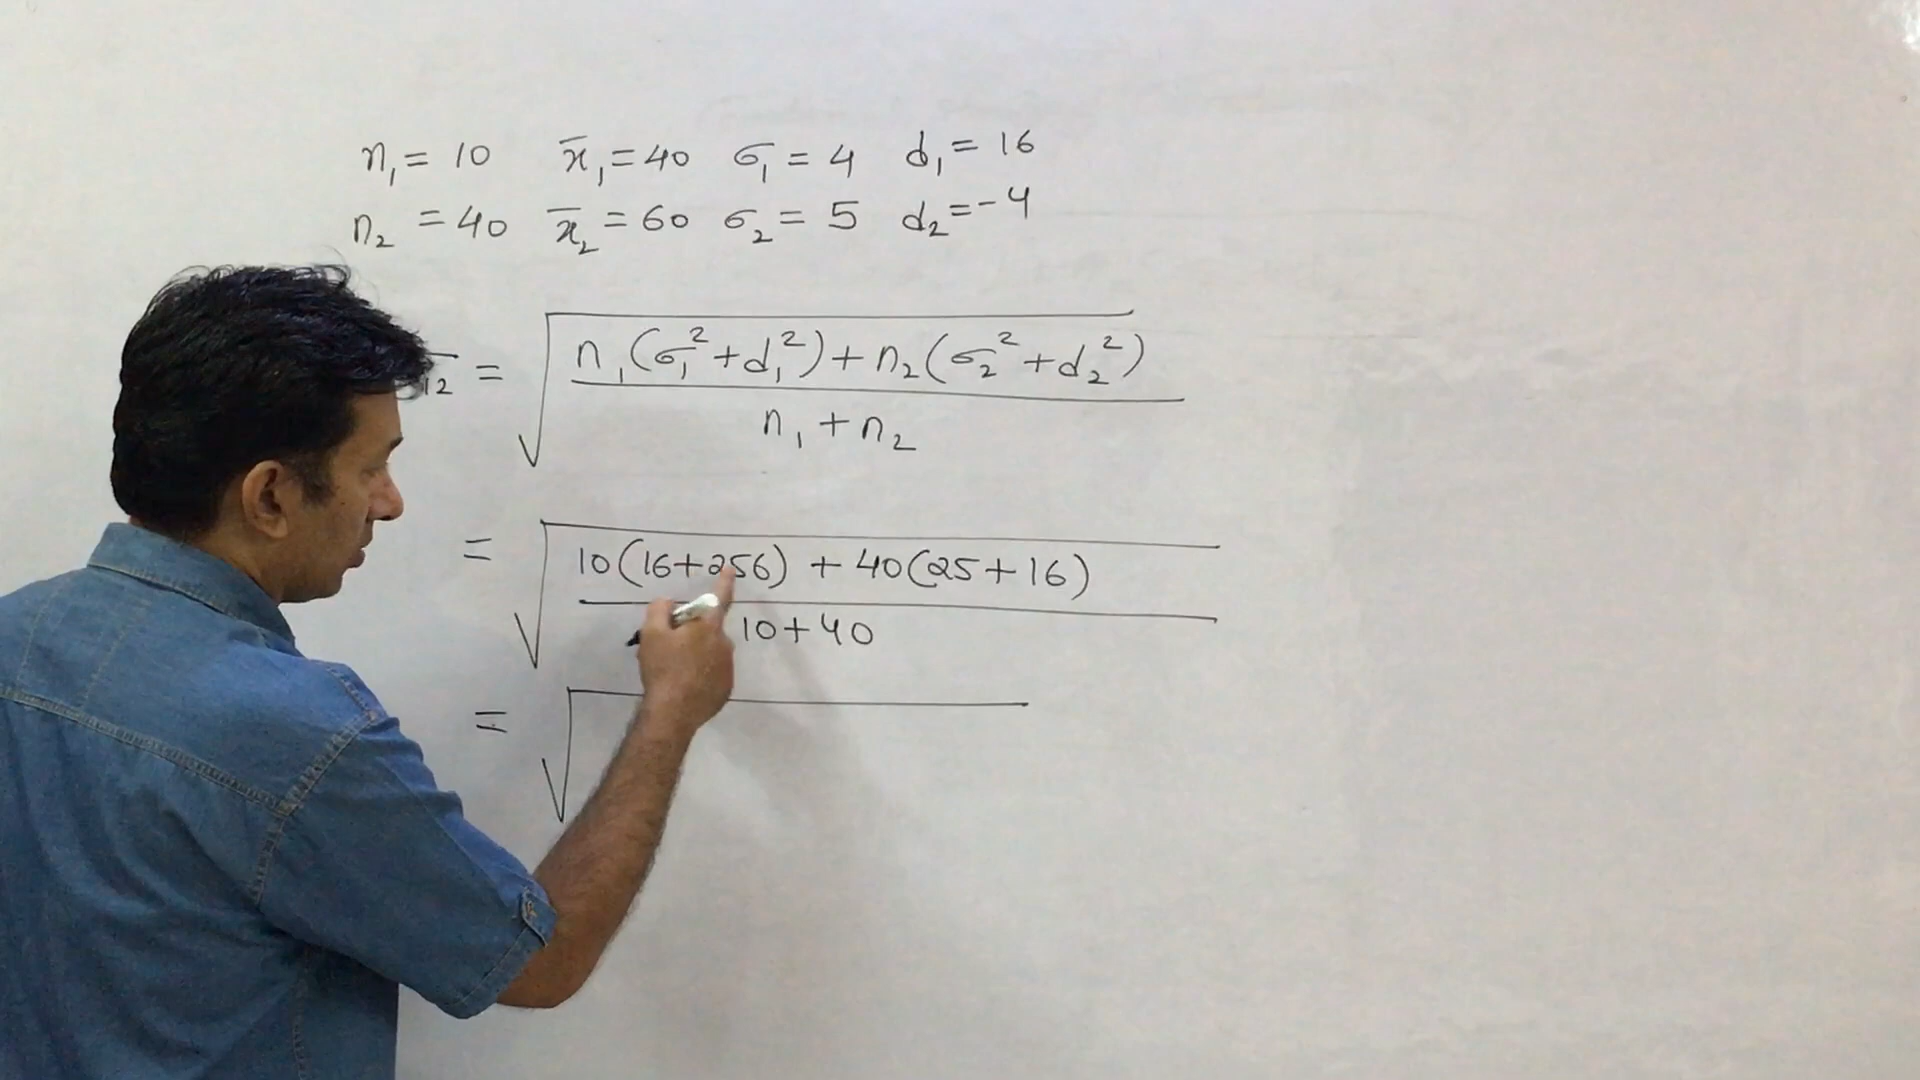 n₁ = 10 x̄₁ = 40 σ₁ = 4 d₁ = 16
n₂ = 40 x̄₂ = 60 σ₂ = 5 d₂ = -4
₁₂ = √ n₁(σ₁² + d₁²) + n₂(σ₂² + d₂²)
n₁ + n₂
= √ 10(16+256) + 40(25+16)
10+40
= √